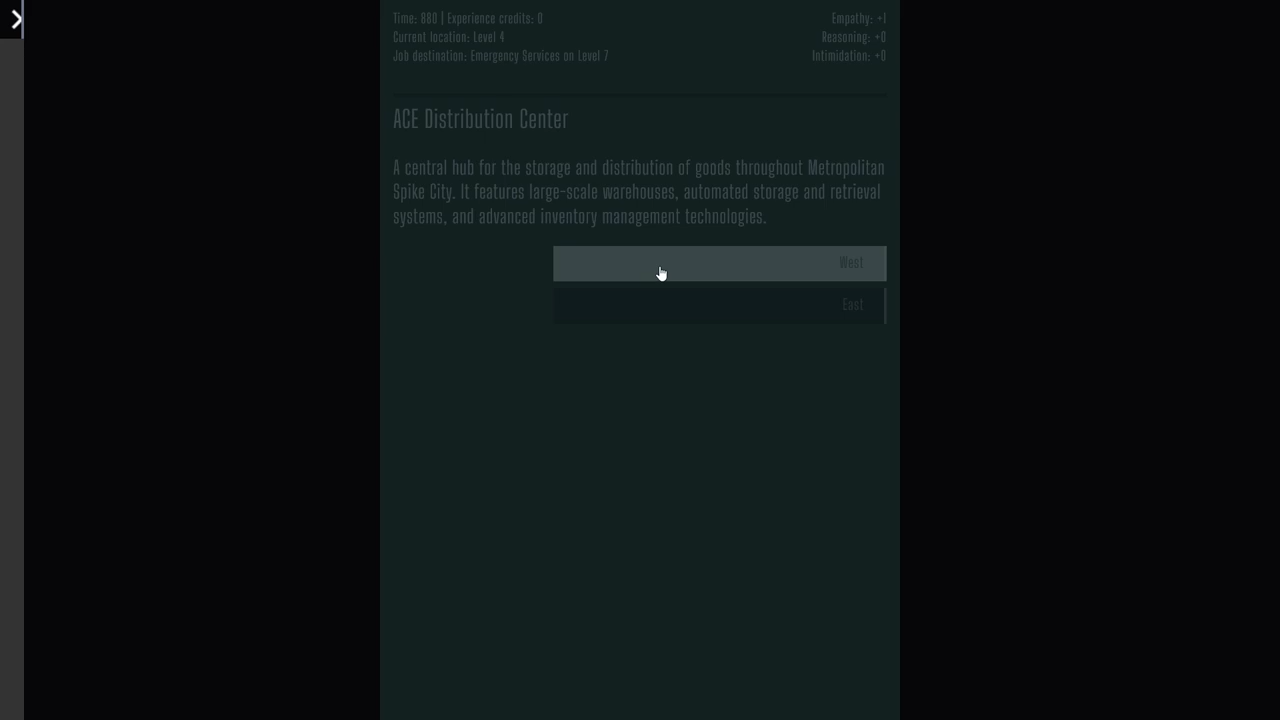 Time: 880 | Experience credits: 0
Current location: Level 4
Job destination: Emergency Services on Level 7
Empathy: +1
Reasoning: +0
Intimidation: +0
ACE Distribution Center
A central hub for the storage and distribution of goods throughout Metropolitan
Spike City. It features large-scale warehouses, automated storage and retrieval
systems, and advanced inventory management technologies.
West
East